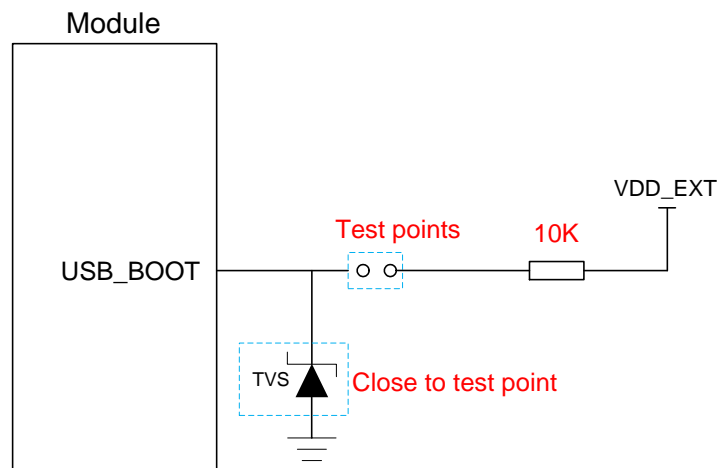 Module
VDD_EXT
Test points
10K
USB_BOOT
TVS
Close to test point